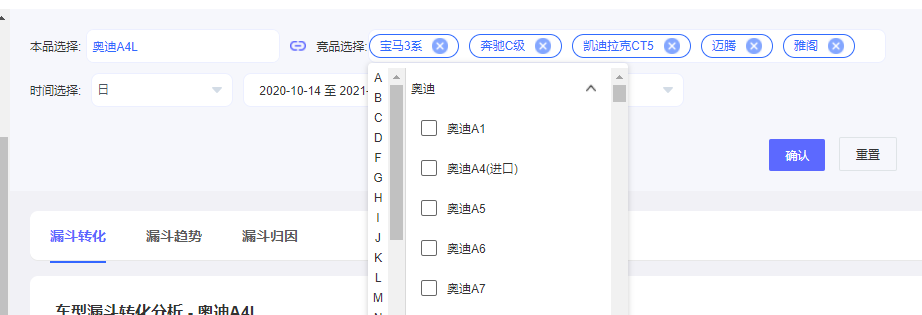 本品选择: 奥迪A4L 竞品选择: 宝马3系 奔驰C级 凯迪拉克CT5 迈腾 雅阁
时间选择: 日 2020-10-14 至 2021-
确认 重置
漏斗转化 漏斗趋势 漏斗归因
车型漏斗转化分析 - 奥迪A4L
A
B
C
D
F
G
H
I
J
K
L
M
奥迪
奥迪A1
奥迪A4(进口)
奥迪A5
奥迪A6
奥迪A7